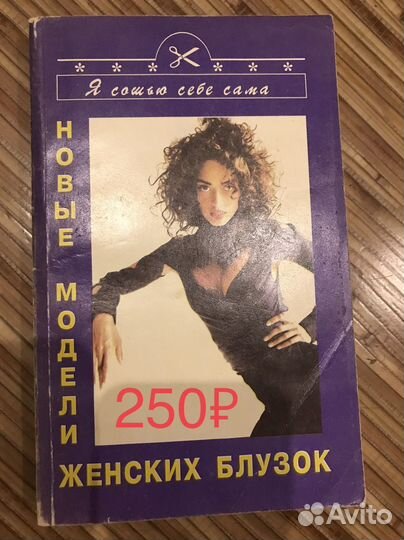 Я сошью себе сама
НОВЫЕ МОДЕЛИ
ЖЕНСКИХ БЛУЗОК
250₽
Avito